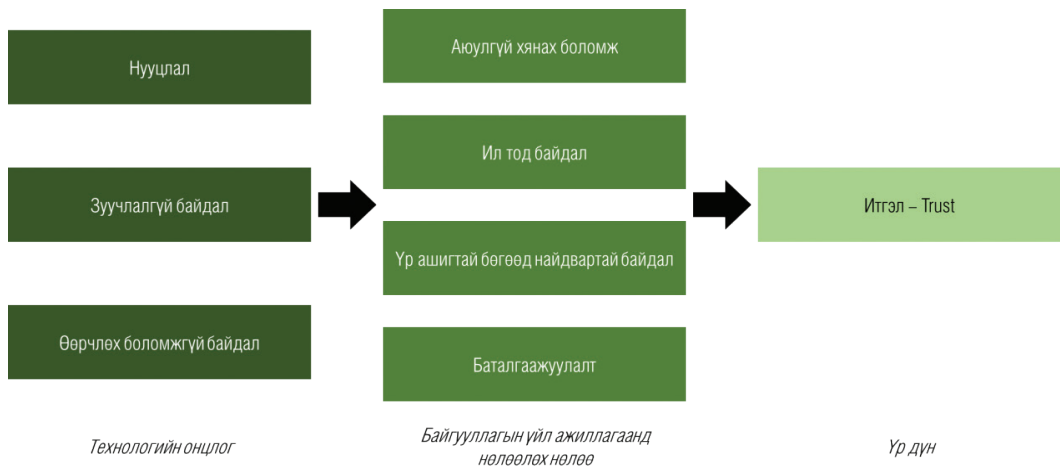 Нууцлал
Зуучлалгүй байдал
Өөрчлөх боломжгүй байдал
Технологийн онцлог
Аюулгүй хянах боломж
Ил тод байдал
Үр ашигтай бөгөөд найдвартай байдал
Баталгаажуулалт
Байгууллагын үйл ажиллагаанд
нөлөөлөх нөлөө
Итгэл – Trust
Үр дүн